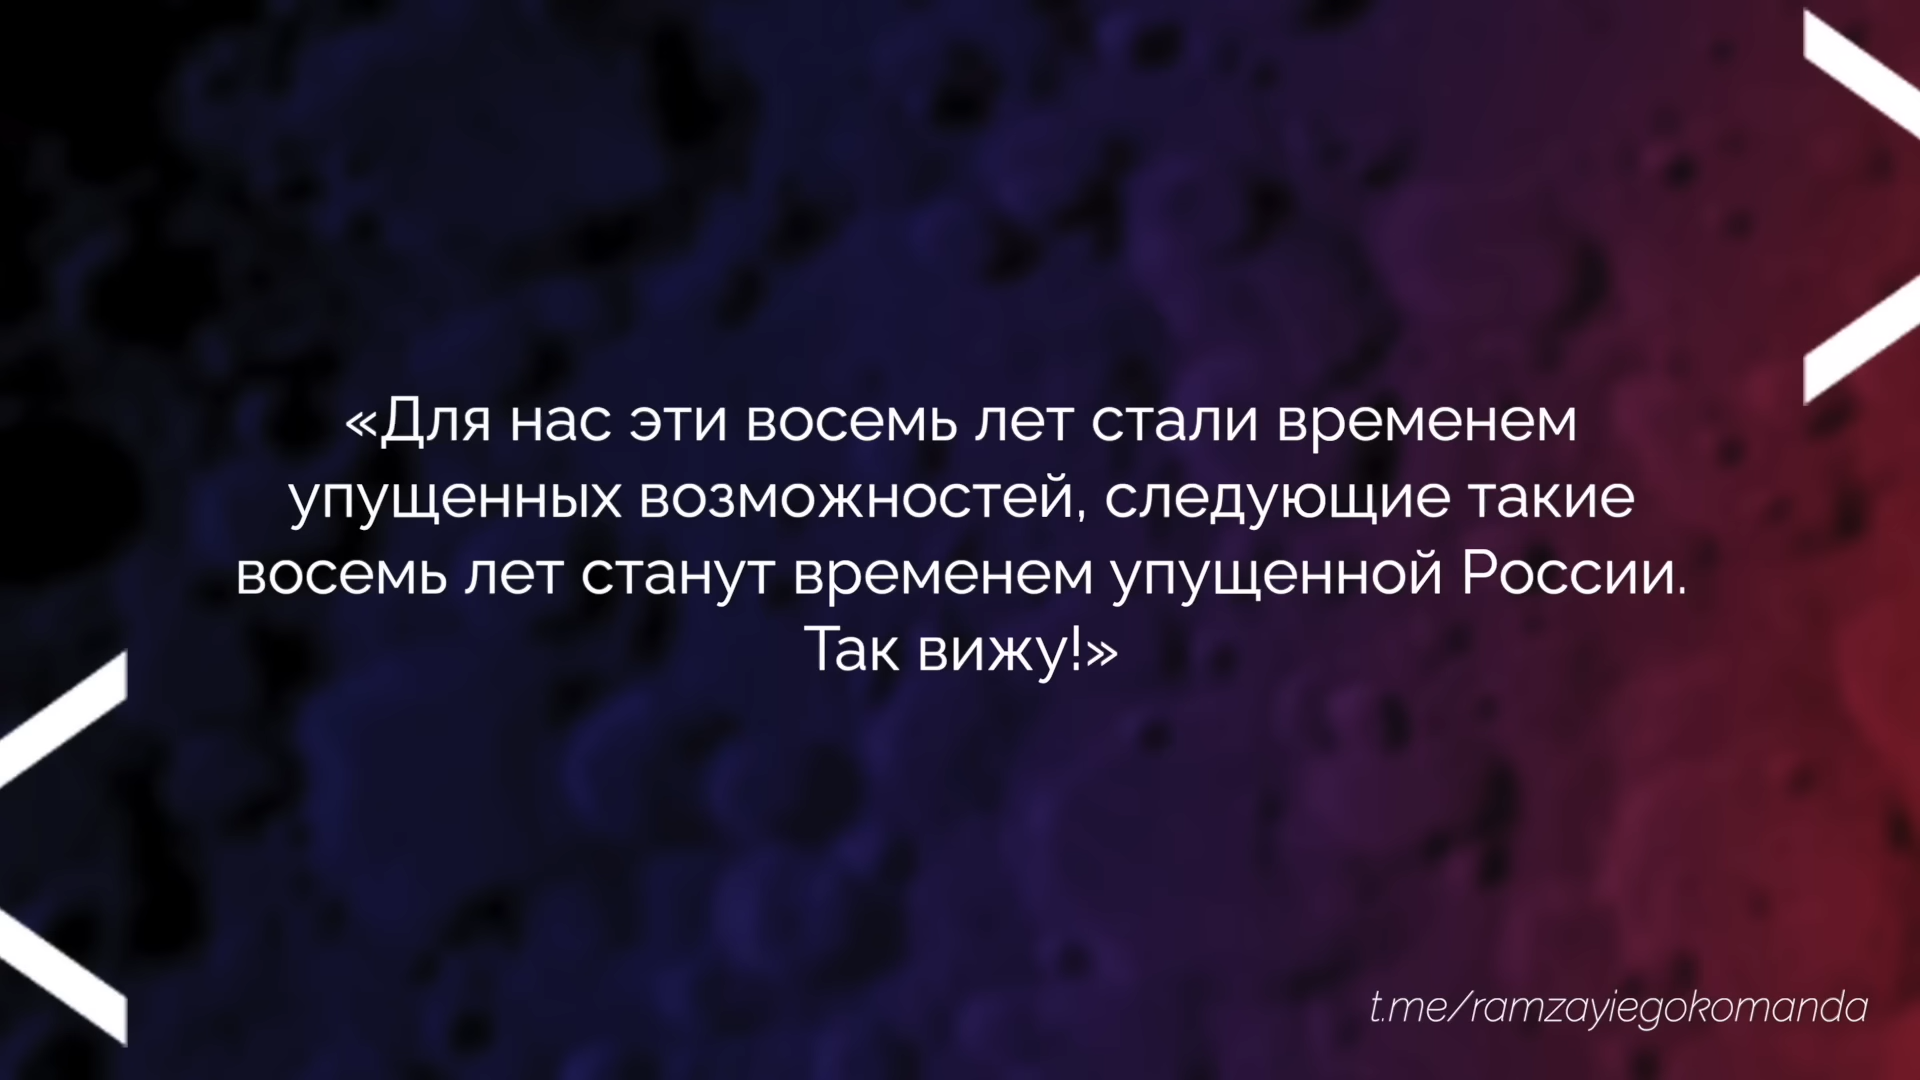 «Для нас эти восемь лет стали временем
упущенных возможностей, следующие такие
восемь лет станут временем упущенной России.
Так вижу!»
t.me/ramzayiegokomanda